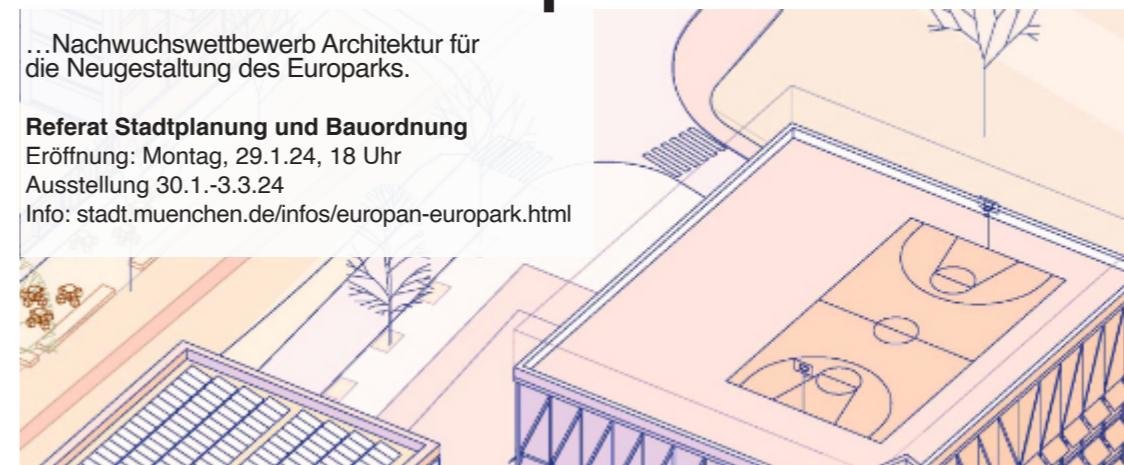 …Nachwuchswettbewerb Architektur für
die Neugestaltung des Europarks.
Referat Stadtplanung und Bauordnung
Eröffnung: Montag, 29.1.24, 18 Uhr
Ausstellung 30.1.-3.3.24
Info: stadt.muenchen.de/infos/europan-europark.html